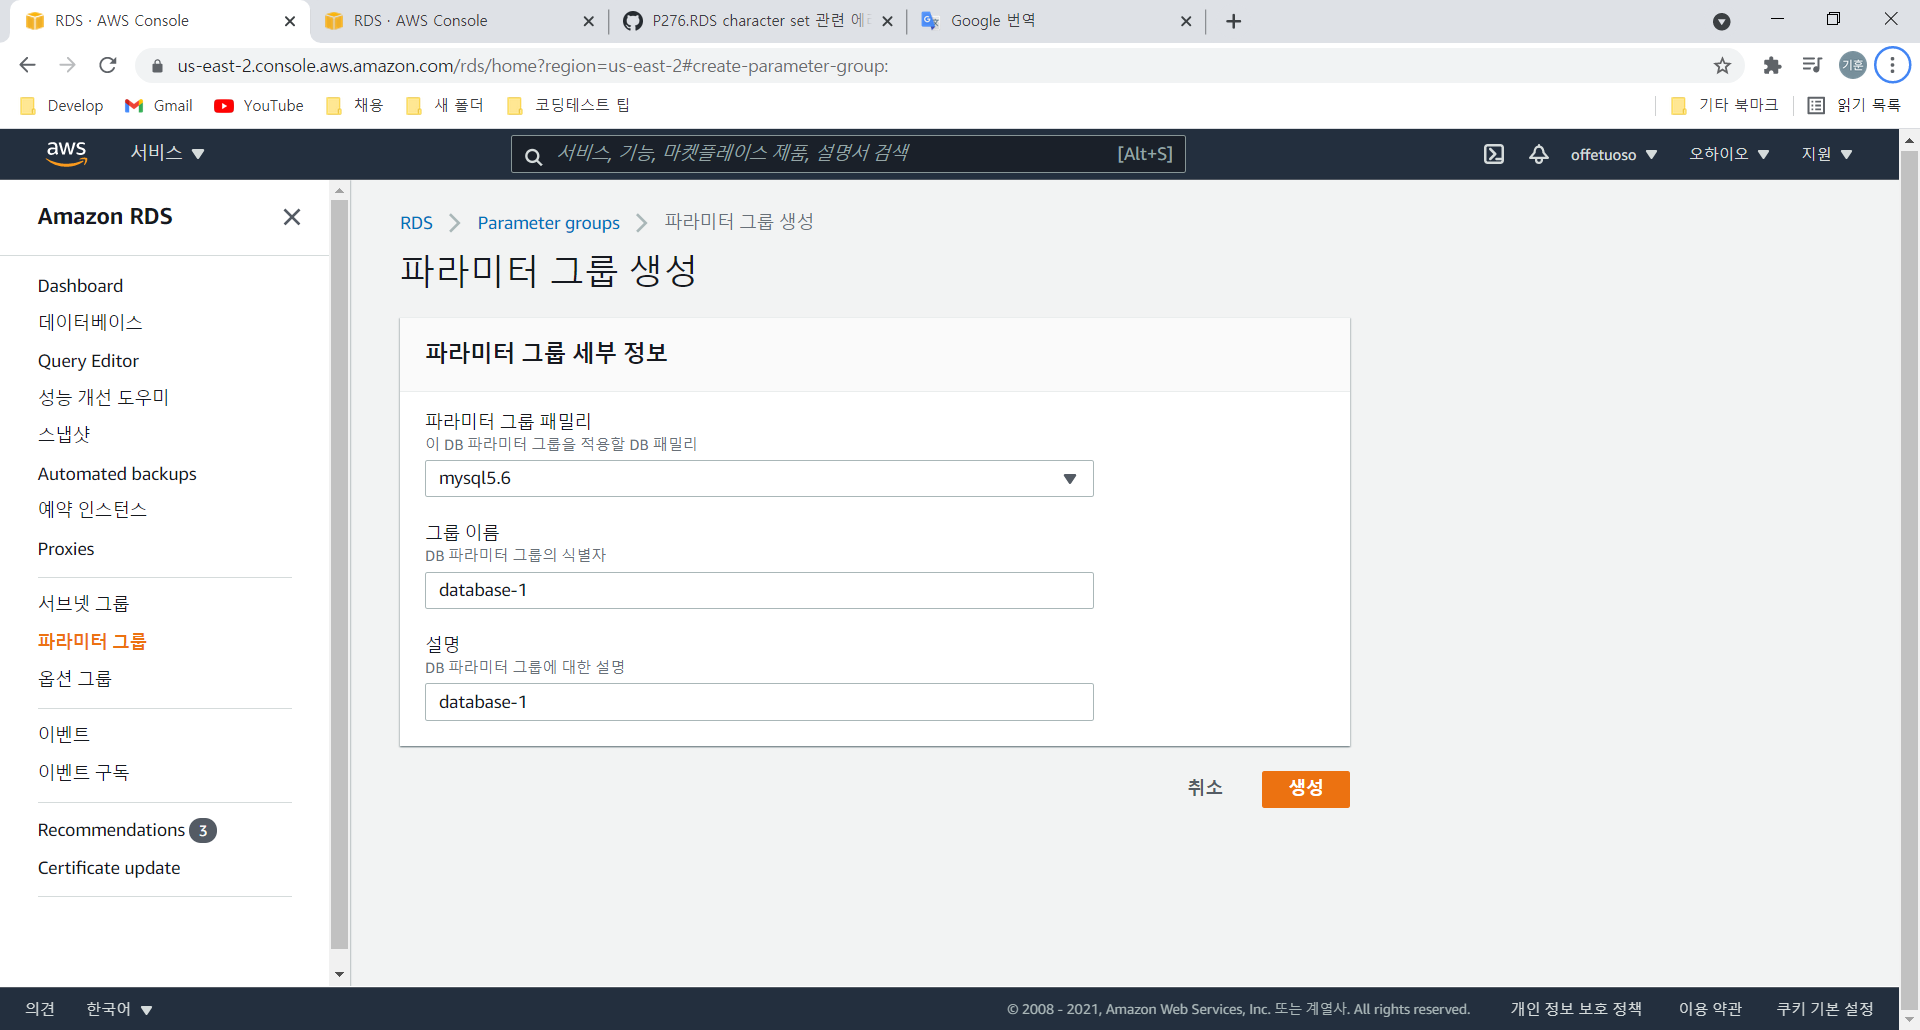 RDS · AWS Console
RDS · AWS Console
P276.RDS character set 관련 에러
Google 번역
us-east-2.console.aws.amazon.com/rds/home?region=us-east-2#create-parameter-group:
기훈
Develop
Gmail
YouTube
채용
새 폴더
코딩테스트 팁
기타 북마크
읽기 목록
aws
서비스
서비스, 기능, 마켓플레이스 제품, 설명서 검색
[Alt+S]
offetuoso
오하이오
지원
Amazon RDS
Dashboard
데이터베이스
Query Editor
성능 개선 도우미
스냅샷
Automated backups
예약 인스턴스
Proxies
서브넷 그룹
파라미터 그룹
옵션 그룹
이벤트
이벤트 구독
Recommendations 3
Certificate update
RDS
Parameter groups
파라미터 그룹 생성
파라미터 그룹 생성
파라미터 그룹 세부 정보
파라미터 그룹 패밀리
이 DB 파라미터 그룹을 적용할 DB 패밀리
mysql5.6
그룹 이름
DB 파라미터 그룹의 식별자
database-1
설명
DB 파라미터 그룹에 대한 설명
database-1
취소
생성
의견
한국어
© 2008 - 2021, Amazon Web Services, Inc. 또는 계열사. All rights reserved.
개인 정보 보호 정책
이용 약관
쿠키 기본 설정